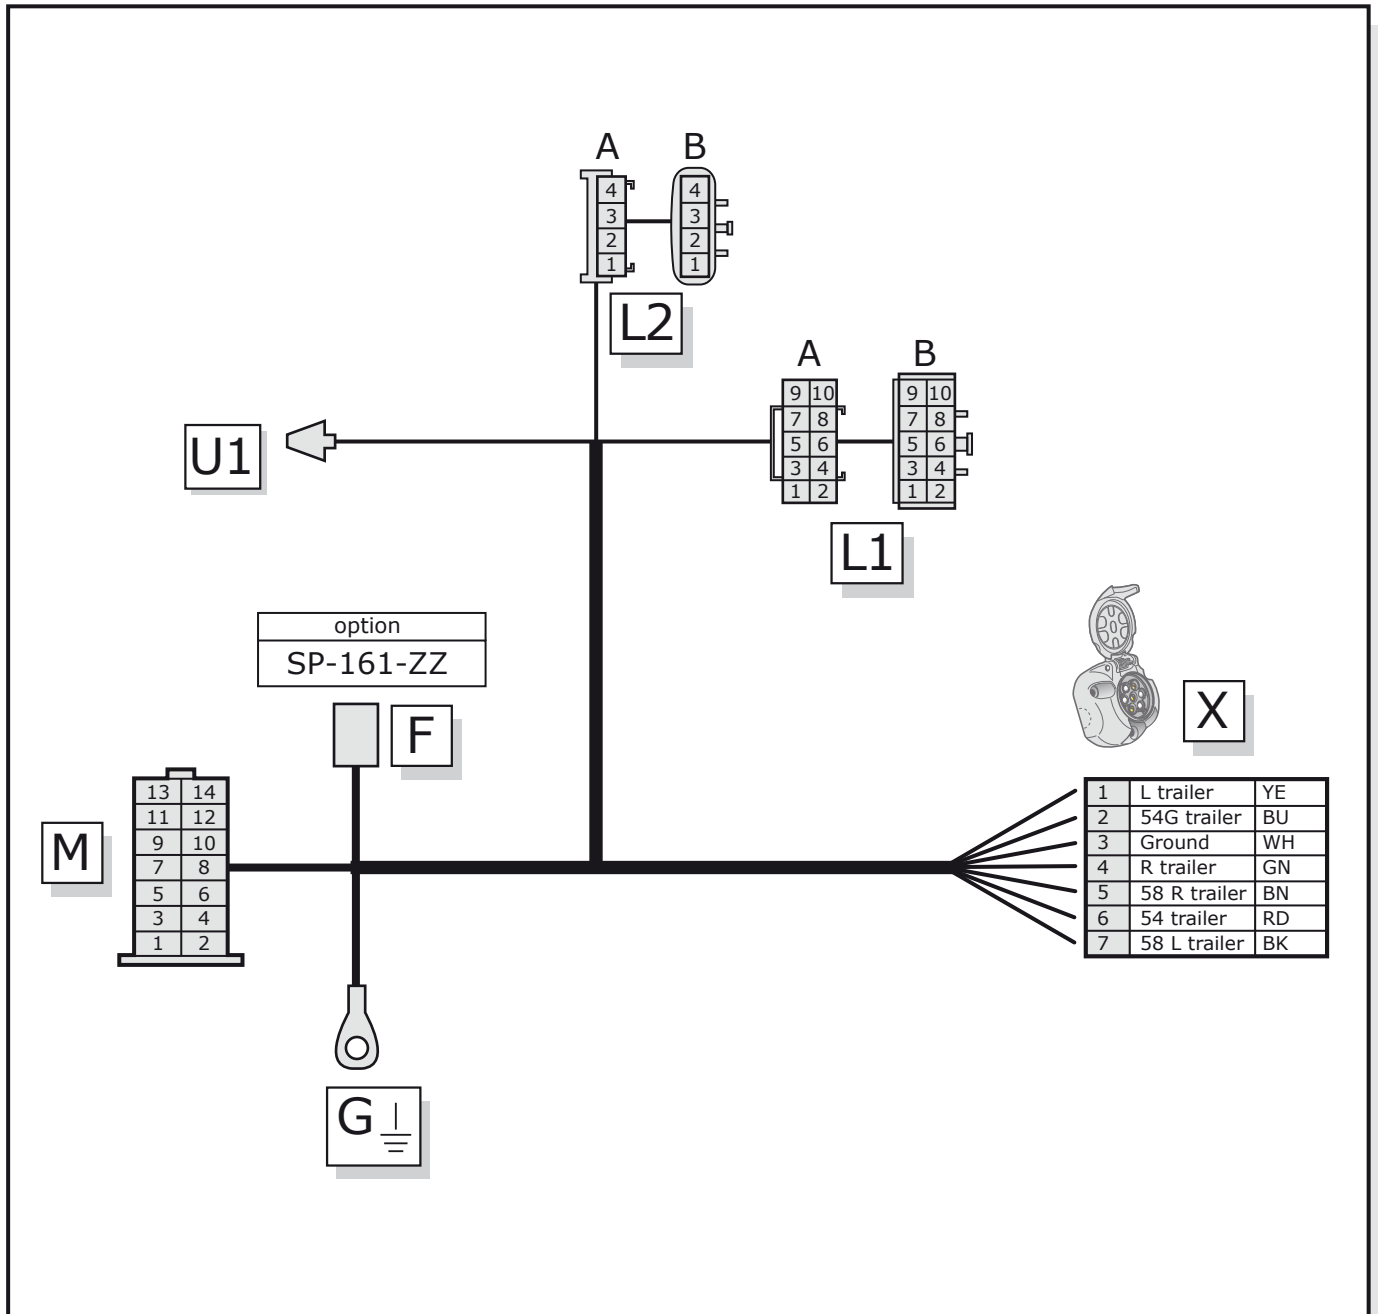 A B
4 4
3 3
2 2
1 1
L2
A B
9 10 9 10
7 8 7 8
5 6 5 6
3 4 3 4
1 2 1 2
L1
U1
option
SP-161-ZZ
F
X
M
13 14
11 12
9 10
7 8
5 6
3 4
1 2
1 L trailer YE
2 54G trailer BU
3 Ground WH
4 R trailer GN
5 58 R trailer BN
6 54 trailer RD
7 58 L trailer BK
G